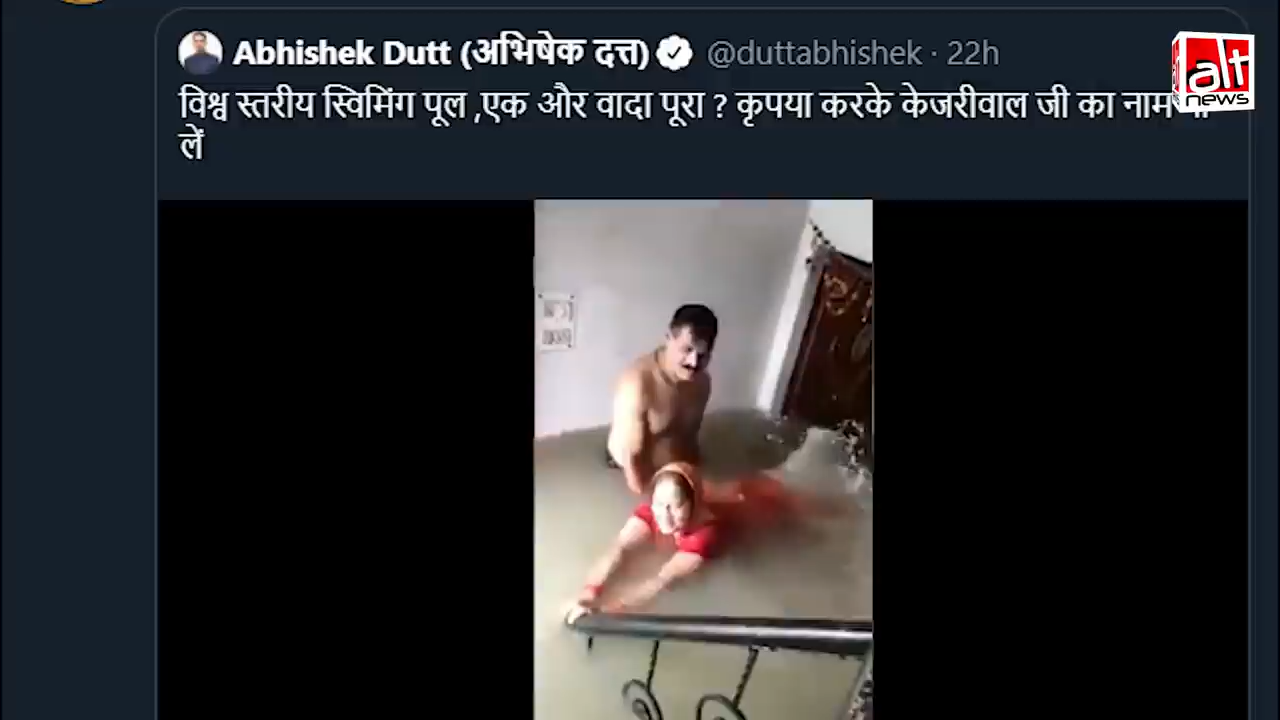 Abhishek Dutt (अभिषेक दत्त) @duttabhishek · 22h
alt news
विश्व स्तरीय स्विमिंग पूल ,एक और वादा पूरा ? कृपया करके केजरीवाल जी का नाम
लें